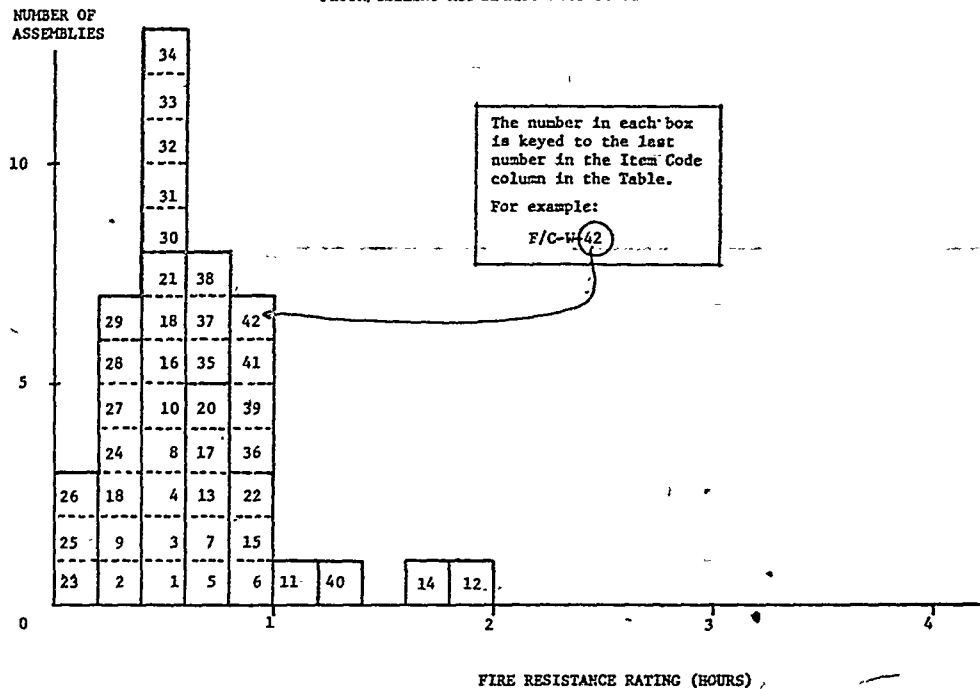 NUMBER OF
ASSEMBLIES
34
33
32
10
31
30
21 38
29 18 37 42
28 16 35 41
5
27 10 20 39
24 8 17 36
26 18 4 13 22
25 9 3 7 15
23 2 1 5 6 11 40 14 12
0 1 2 3 4
FIRE RESISTANCE RATING (HOURS)
The number in each box
is keyed to the last
number in the Item Code
column in the Table.
For example:
F/C-W-42